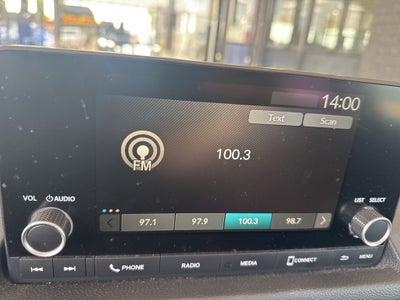 14:00
Text Scan
FM
100.3
VOL AUDIO
LIST SELECT
97.1 97.9 100.3 98.7
PHONE RADIO MEDIA CONNECT MENU